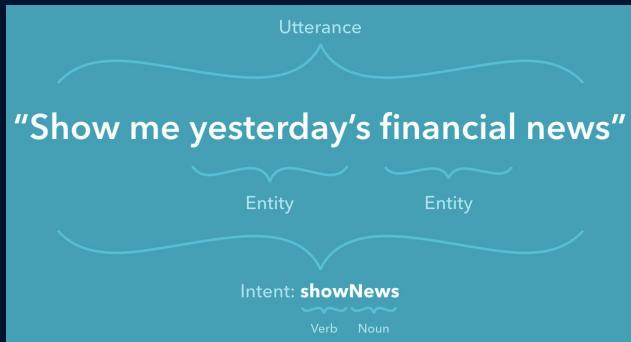 Utterance
“Show me yesterday’s financial news”
Entity Entity
Intent: showNews
Verb Noun